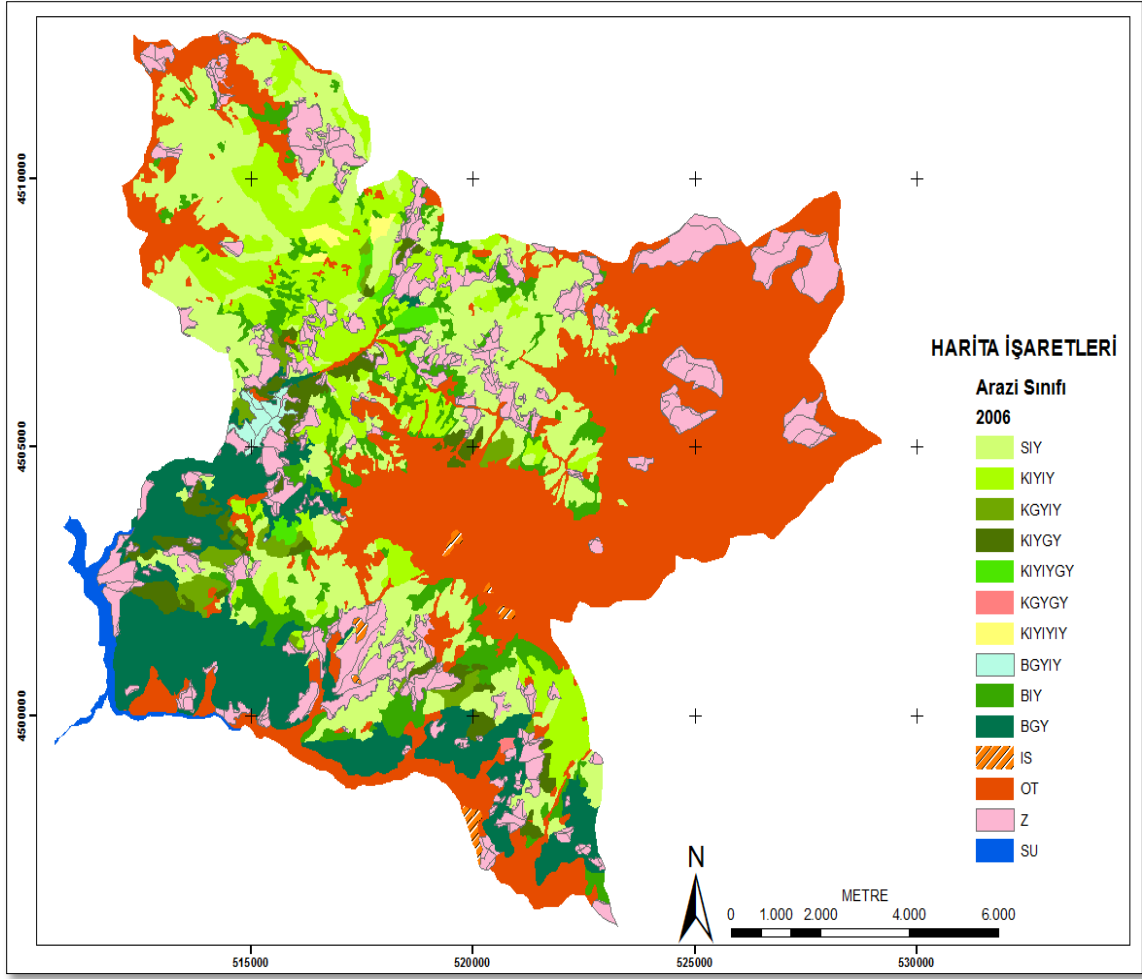 4510000
4505000
4500000
515000
520000
525000
530000
HARİTA İŞARETLERİ
Arazi Sınıfı
2006
SIY
KIYIY
KGYIY
KIYGY
KIYIYGY
KGYGY
KIYIYIY
BGYIY
BIY
BGY
IS
OT
Z
SU
N
METRE
0 1.000 2.000 4.000 6.000